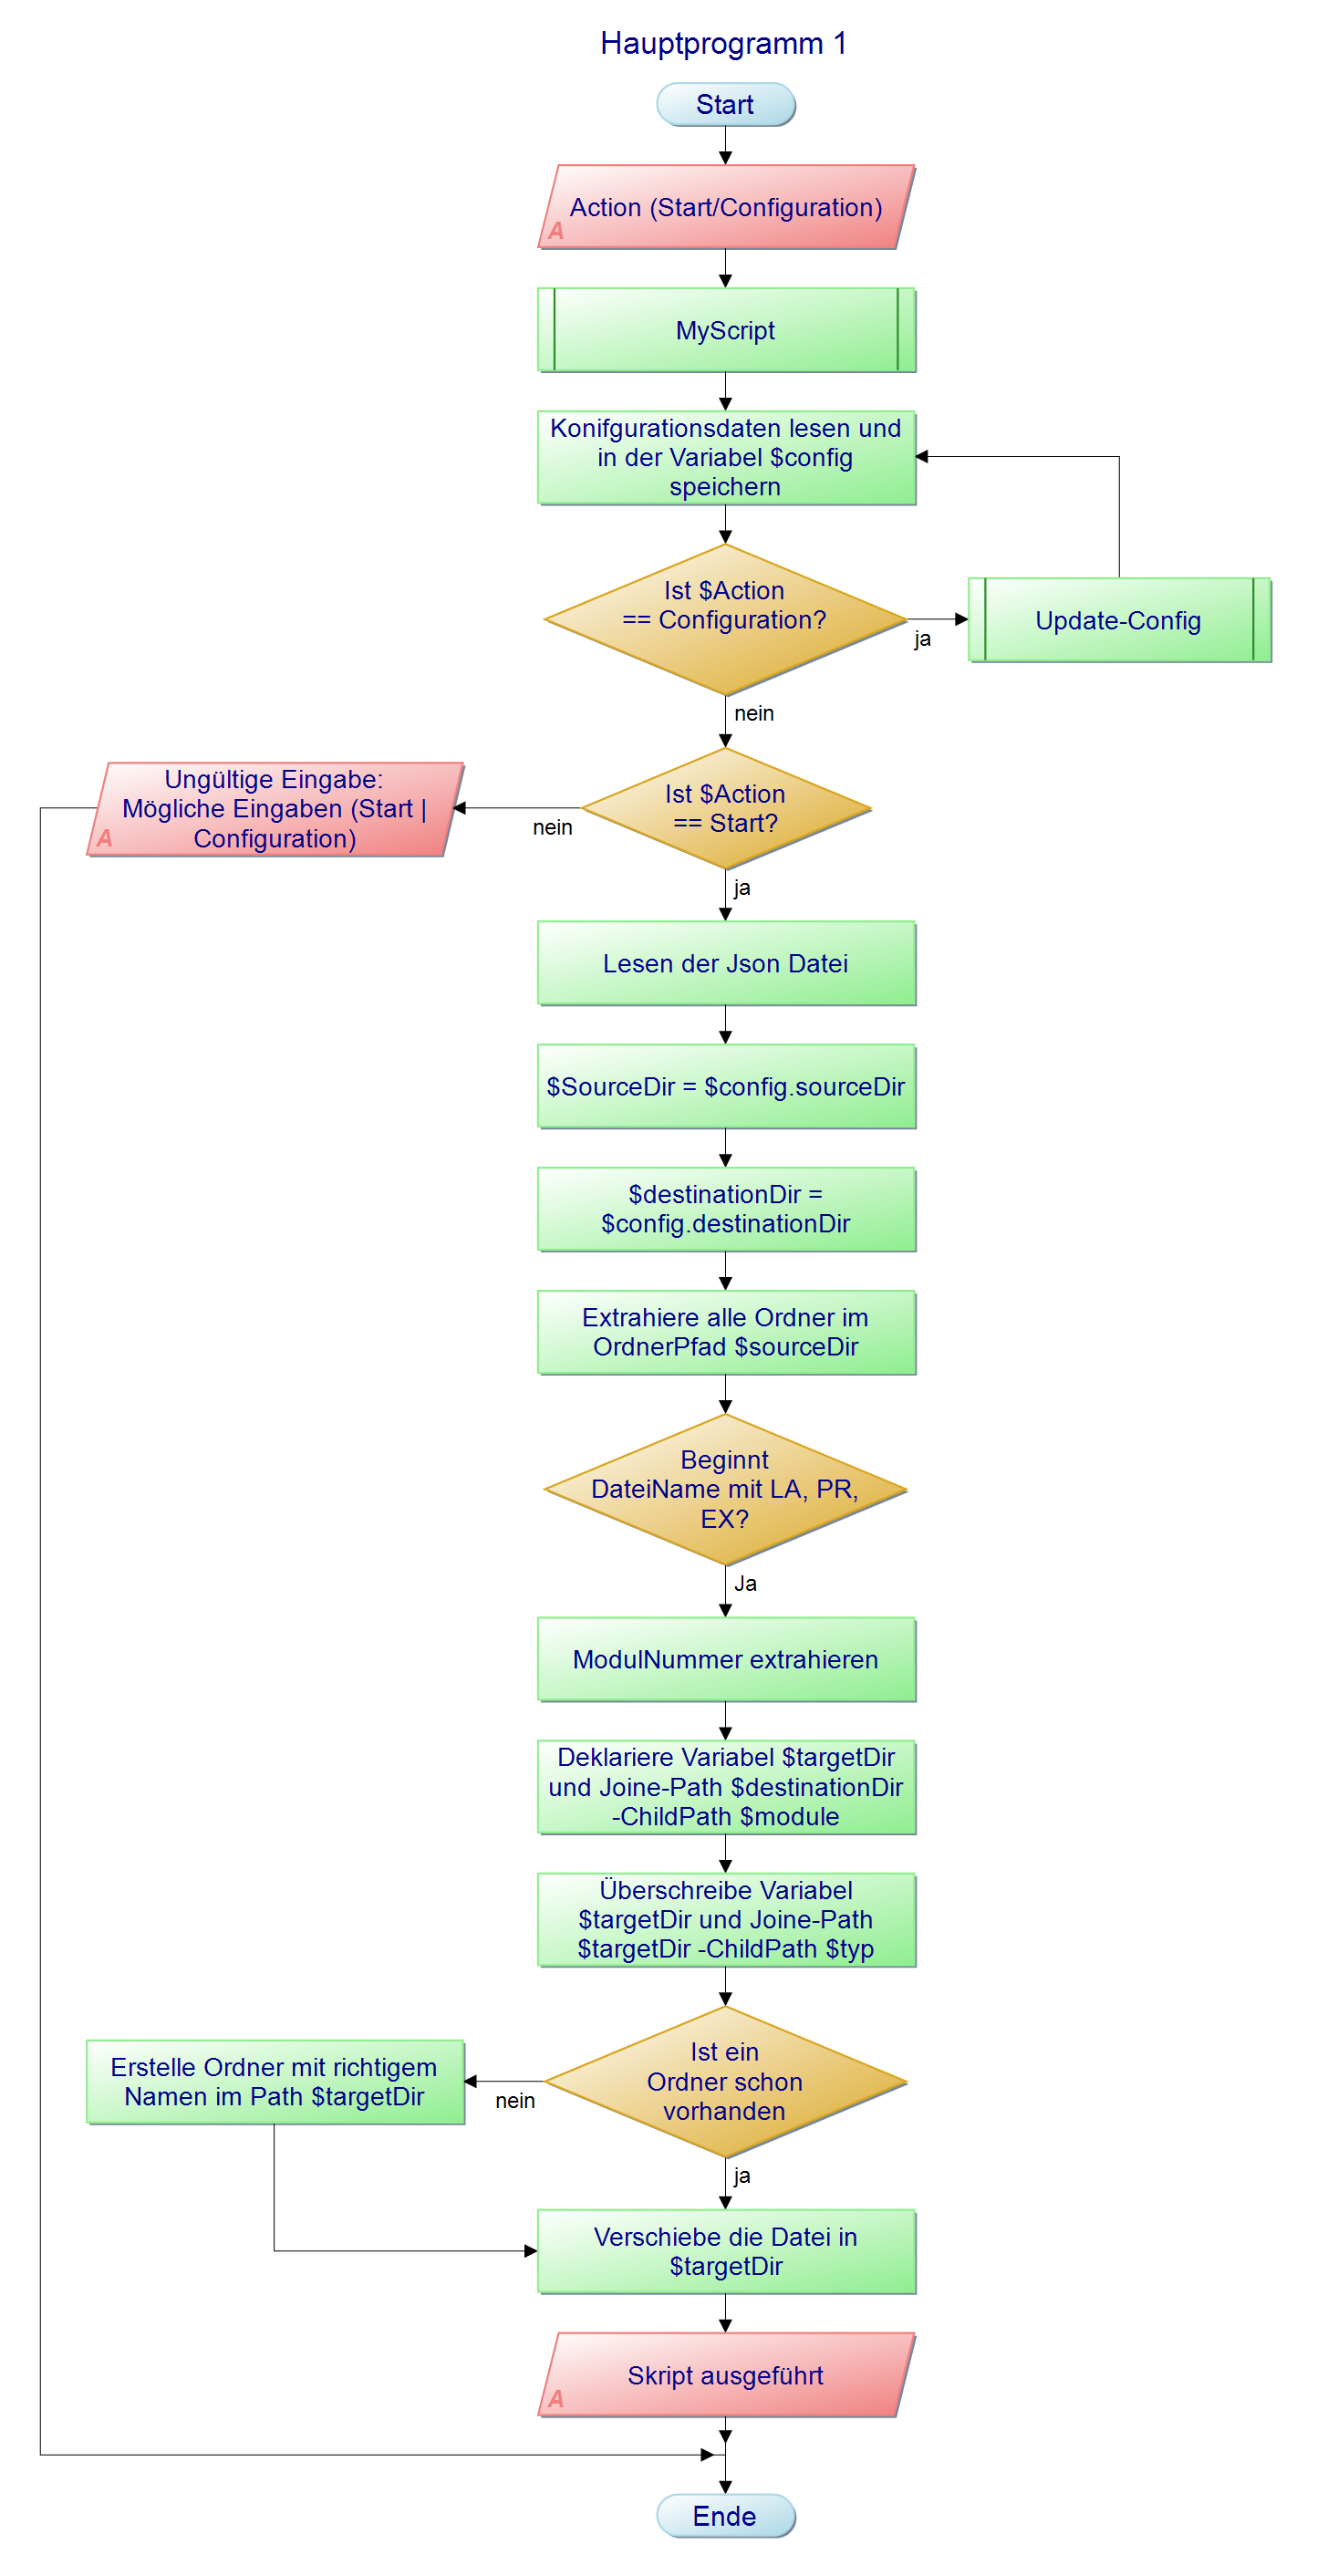 Hauptprogramm 1
Start
Action (Start/Configuration)
A
MyScript
Konifgurationsdaten lesen und
in der Variabel $config
speichern
Ist $Action
== Configuration?
ja
Update-Config
nein
Ist $Action
== Start?
nein
Ungültige Eingabe:
Mögliche Eingaben (Start |
Configuration)
A
ja
Lesen der Json Datei
$SourceDir = $config.sourceDir
$destinationDir =
$config.destinationDir
Extrahiere alle Ordner im
OrdnerPfad $sourceDir
Beginnt
DateiName mit LA, PR,
EX?
Ja
ModulNummer extrahieren
Deklariere Variabel $targetDir
und Joine-Path $destinationDir
-ChildPath $module
Überschreibe Variabel
$targetDir und Joine-Path
$targetDir -ChildPath $typ
Ist ein
Ordner schon
vorhanden
nein
Erstelle Ordner mit richtigem
Namen im Path $targetDir
ja
Verschiebe die Datei in
$targetDir
Skript ausgeführt
A
Ende